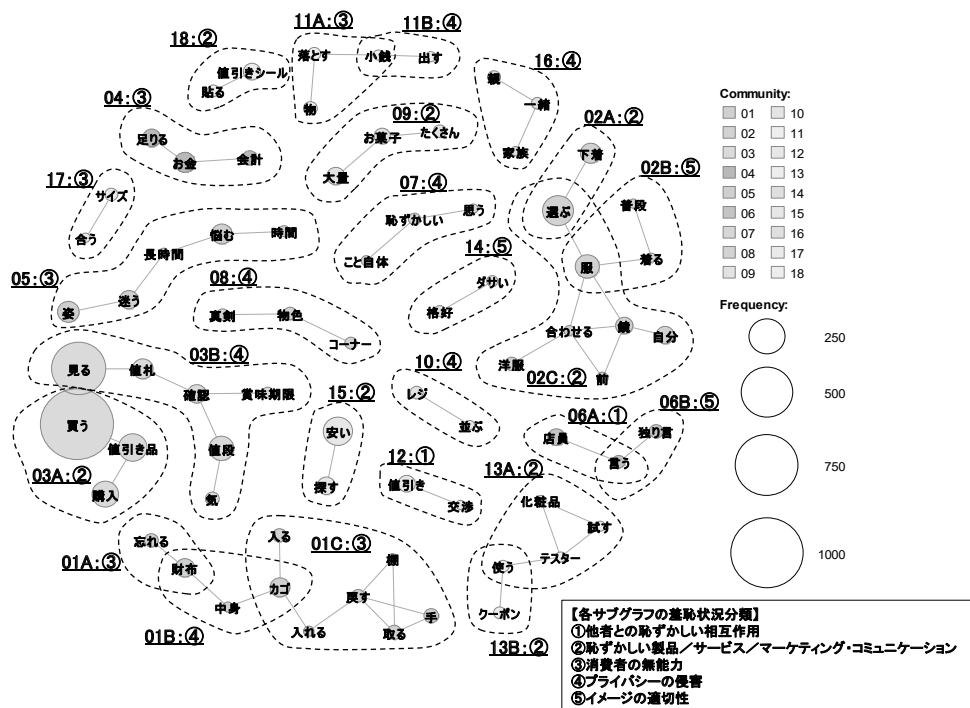 11A:③
11B:④
18:②
落とす
小銭
出す
値引きシール
貼る
物
16:④
親
一緒
家族
04:③
足りる
お金
会計
09:②
お菓子
たくさん
大量
02A:②
下着
選ぶ
02B:⑤
普段
着る
服
17:③
サイズ
合う
07:④
恥ずかしい
思う
こと自体
悩む
時間
長時間
05:③
迷う
姿
14:⑤
ダサい
格好
08:④
真剣
物色
コーナー
合わせる
鏡
自分
洋服
前
02C:②
03B:④
見る
値札
確認
賞味期限
買う
値引き品
値段
03A:②
購入
気
15:②
安い
探す
10:④
レジ
並ぶ
06A:①
06B:⑤
店員
独り言
言う
12:①
値引き
交渉
13A:②
化粧品
試す
テスター
使う
クーポン
13B:②
01A:③
忘れる
財布
中身
01B:④
入る
01C:③
カゴ
棚
戻す
入れる
取る
手
Community:
01 10
02 11
03 12
04 13
05 14
06 15
07 16
08 17
09 18
Frequency:
250
500
750
1000
【各サブグラフの羞恥状況分類】
①他者との恥ずかしい相互作用
②恥ずかしい製品／サービス／マーケティング・コミュニケーション
③消費者の無能力
④プライバシーの侵害
⑤イメージの適切性